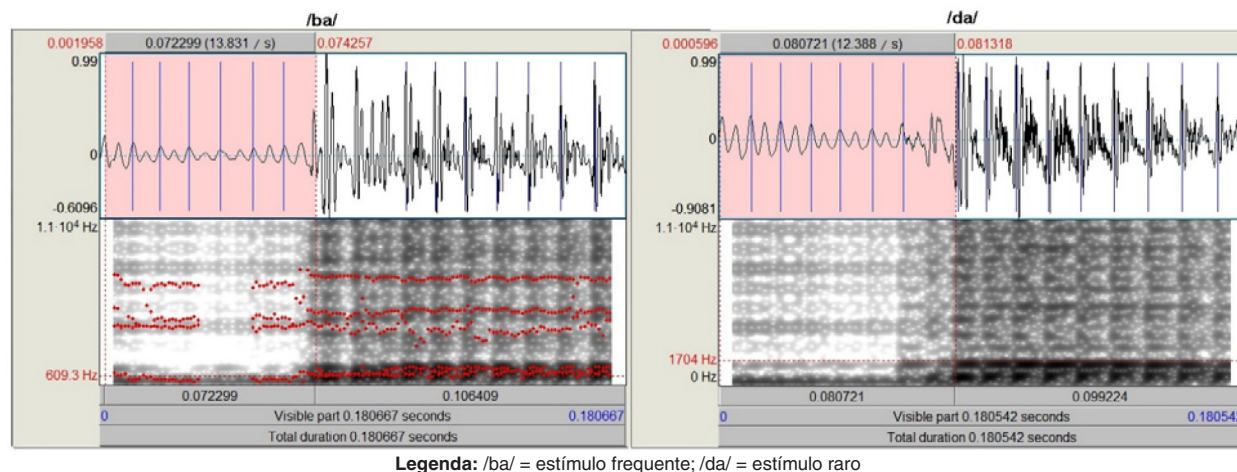 /ba/
0.001958 0.072299 (13.831 / s) 0.074257
0.99
0
-0.6096
1.1·10⁴ Hz
609.3 Hz
0.072299 0.106409
0 Visible part 0.180667 seconds 0.180667
Total duration 0.180667 seconds
/da/
0.000596 0.080721 (12.388 / s) 0.081318
0.99
0
-0.9081
1.1·10⁴ Hz
1704 Hz
0 Hz
0.080721 0.099224
0 Visible part 0.180542 seconds 0.180542
Total duration 0.180542 seconds
Legenda: /ba/ = estímulo frequente; /da/ = estímulo raro